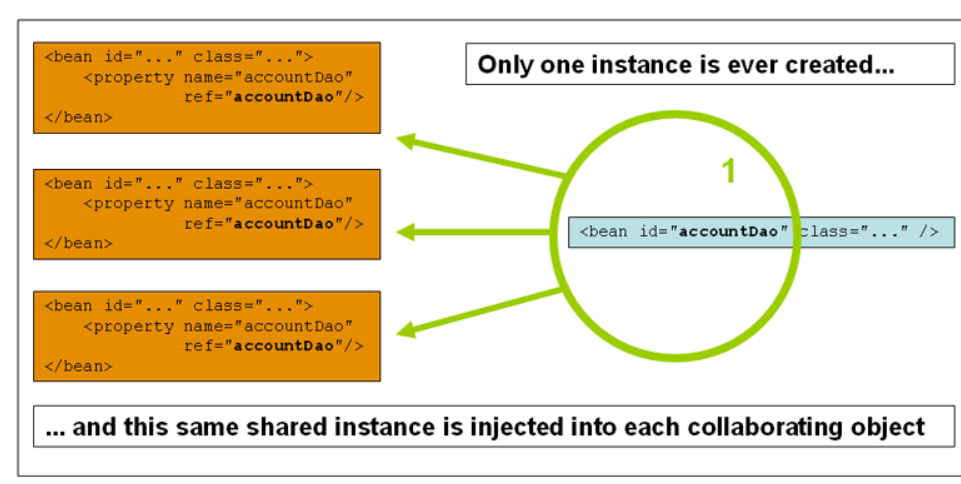 <bean id="..." class="...">
<property name="accountDao"
ref="accountDao"/>
</bean>
Only one instance is ever created...
1
<bean id="..." class="...">
<property name="accountDao"
ref="accountDao"/>
</bean>
<bean id="accountDao" class="..." />
<bean id="..." class="...">
<property name="accountDao"
ref="accountDao"/>
</bean>
... and this same shared instance is injected into each collaborating object